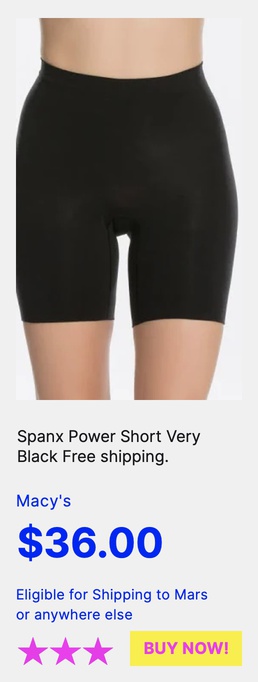 Spanx Power Short Very
Black Free shipping.
Macy's
$36.00
Eligible for Shipping to Mars
or anywhere else
BUY NOW!